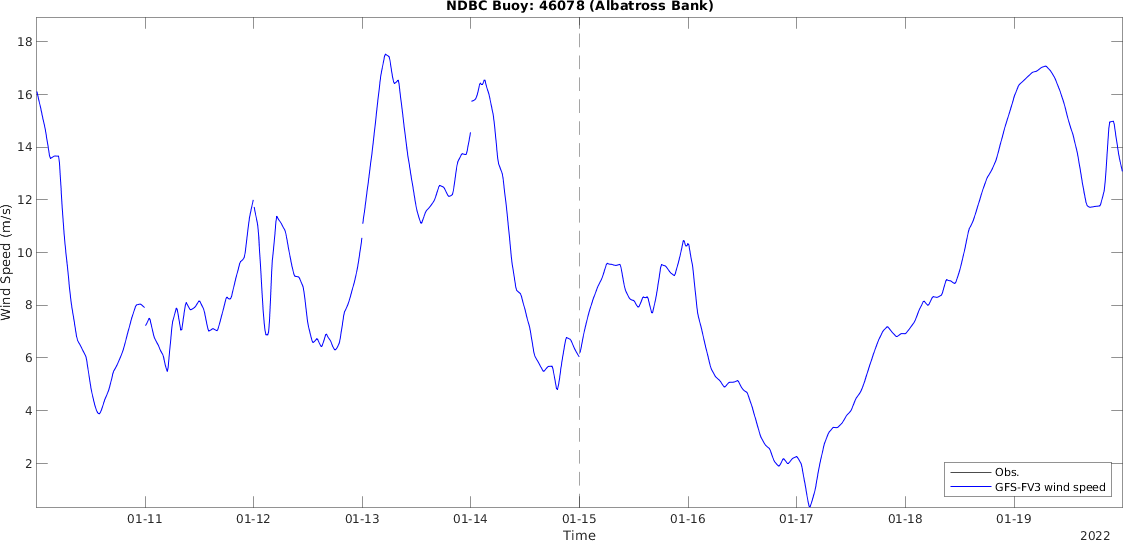 NDBC Buoy: 46078 (Albatross Bank)
18
16
14
12
10
8
6
4
2
Wind Speed (m/s)
Obs.
GFS-FV3 wind speed
01-11 01-12 01-13 01-14 01-15 01-16 01-17 01-18 01-19
Time
2022